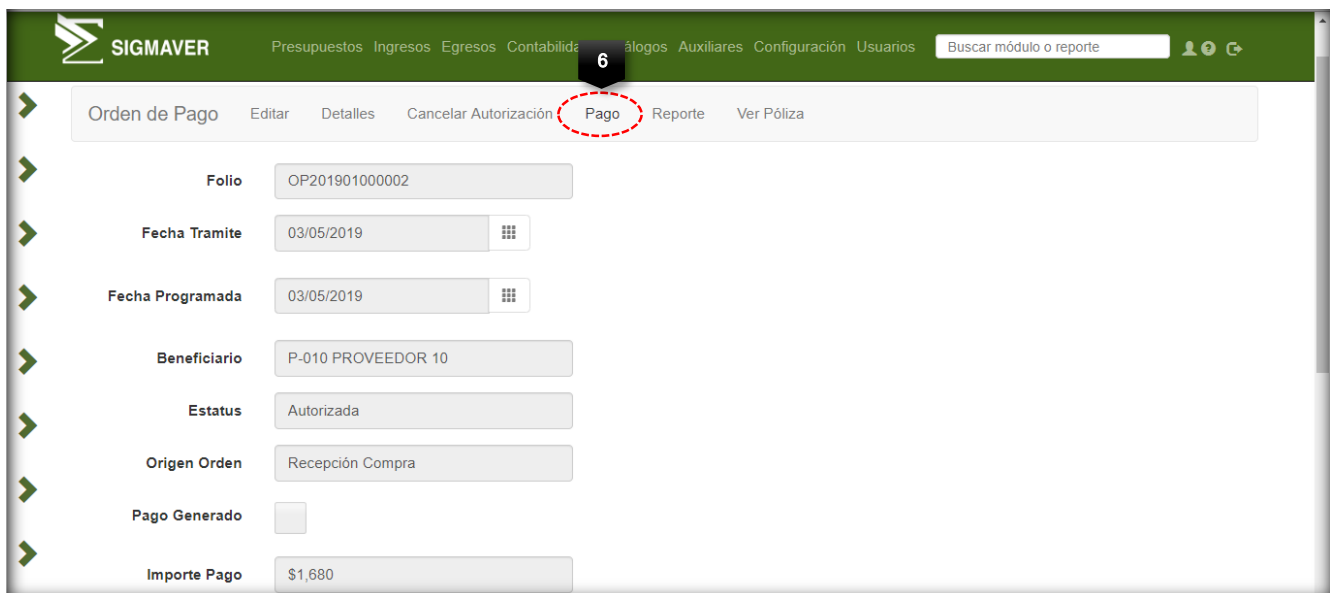 SIGMAVER
Presupuestos Ingresos Egresos Contabilida álogos Auxiliares Configuración Usuarios
Buscar módulo o reporte
6
Orden de Pago Editar Detalles Cancelar Autorización Pago Reporte Ver Póliza
Folio OP201901000002
Fecha Tramite 03/05/2019
Fecha Programada 03/05/2019
Beneficiario P-010 PROVEEDOR 10
Estatus Autorizada
Origen Orden Recepción Compra
Pago Generado
Importe Pago $1,680